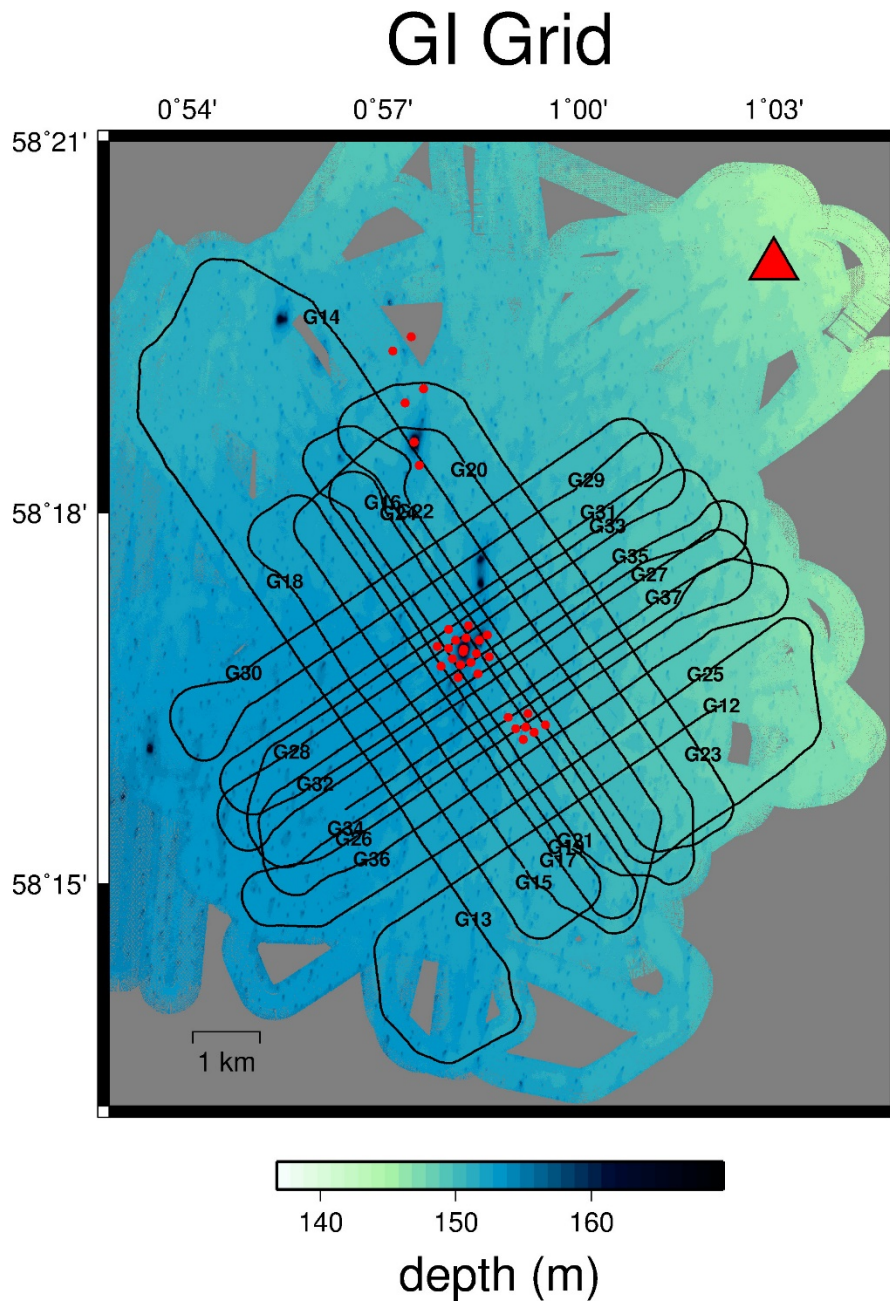 GI Grid
0˚54' 0˚57' 1˚00' 1˚03'
58˚21'
G14
G20
G29
G16
G22
G24
G31
G33
58˚18'
G35
G27
G18
G37
G30
G25
G12
G28
G23
G32
G34
G26
G21
G19
G36
G17
58˚15'
G15
G13
1 km
140 150 160
depth (m)